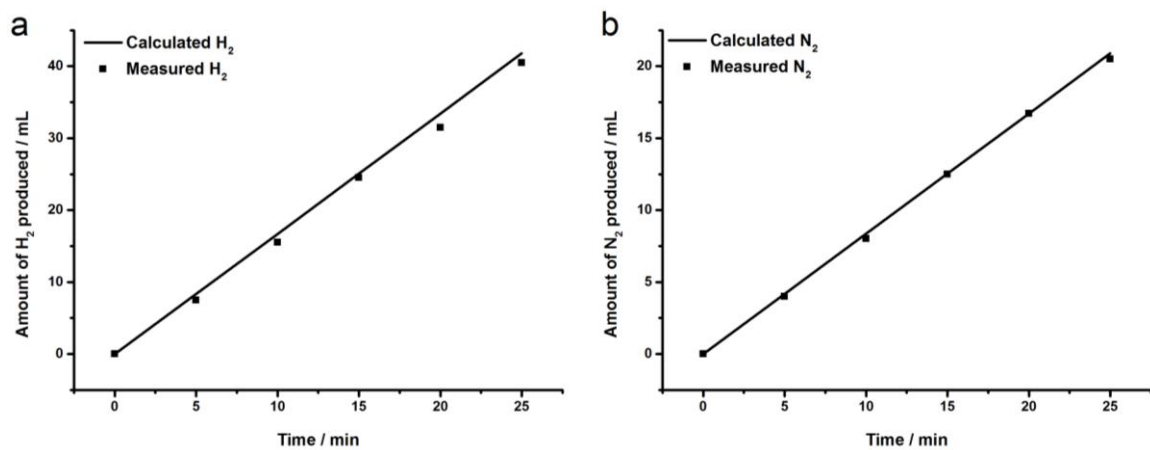 a
Calculated H₂
Measured H₂
Amount of H₂ produced / mL
40
30
20
10
0
0 5 10 15 20 25
Time / min
b
Calculated N₂
Measured N₂
Amount of N₂ produced / mL
20
15
10
5
0
0 5 10 15 20 25
Time / min